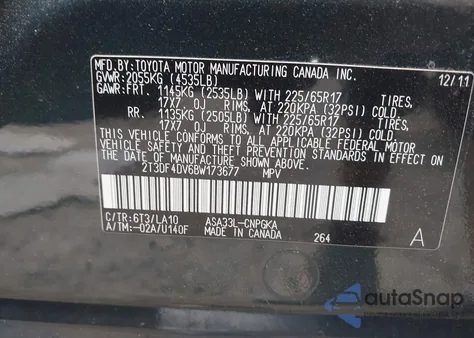 MFD. BY: TOYOTA MOTOR MANUFACTURING CANADA INC. 12/11
GVWR: 2055KG (4535LB)
GAWR: FRT. 1145KG (2535LB) WITH 225/65R17 TIRES,
17X7.0J RIMS, AT 220KPA (32PSI) COLD.
RR. 1135KG (2505LB) WITH 225/65R17 TIRES,
17X7.0J RIMS, AT 220KPA (32PSI) COLD.
THIS VEHICLE CONFORMS TO ALL APPLICABLE FEDERAL MOTOR
VEHICLE SAFETY AND THEFT PREVENTION STANDARDS IN EFFECT ON
THE DATE OF MANUFACTURE SHOWN ABOVE.
2T3DF4DV6BW173677 MPV
C/TR: 6T3/LA10 ASA33L-CNPGKA
A/TM: -02A/U140F MADE IN CANADA 264 A
autoSnap